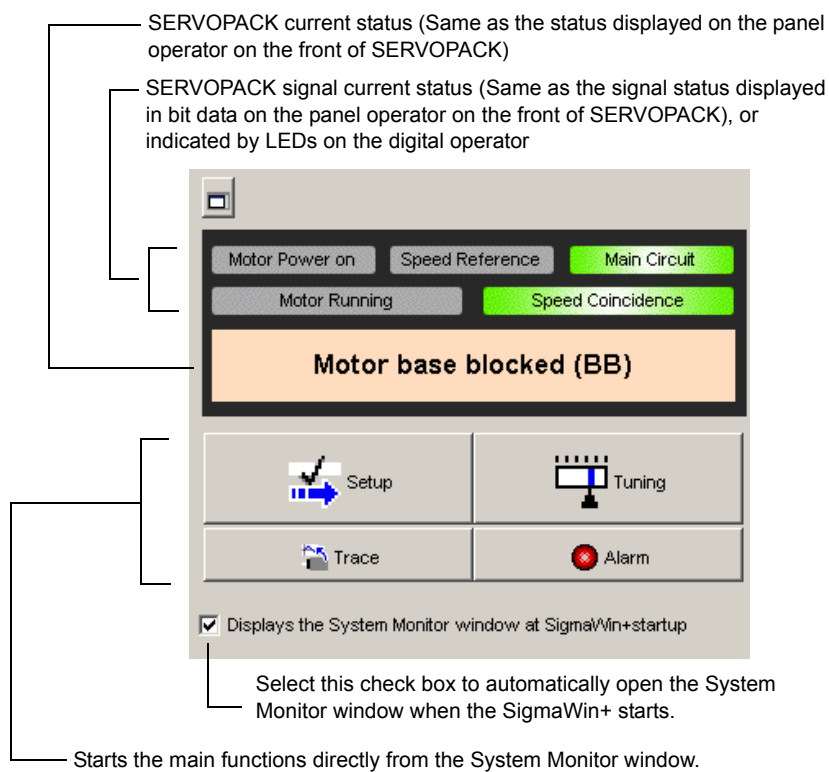 SERVOPACK current status (Same as the status displayed on the panel
operator on the front of SERVOPACK)
SERVOPACK signal current status (Same as the signal status displayed
in bit data on the panel operator on the front of SERVOPACK), or
indicated by LEDs on the digital operator
Motor Power on Speed Reference Main Circuit
Motor Running Speed Coincidence
Motor base blocked (BB)
Setup Tuning
Trace Alarm
Displays the System Monitor window at SigmaWin+startup
Select this check box to automatically open the System
Monitor window when the SigmaWin+ starts.
Starts the main functions directly from the System Monitor window.